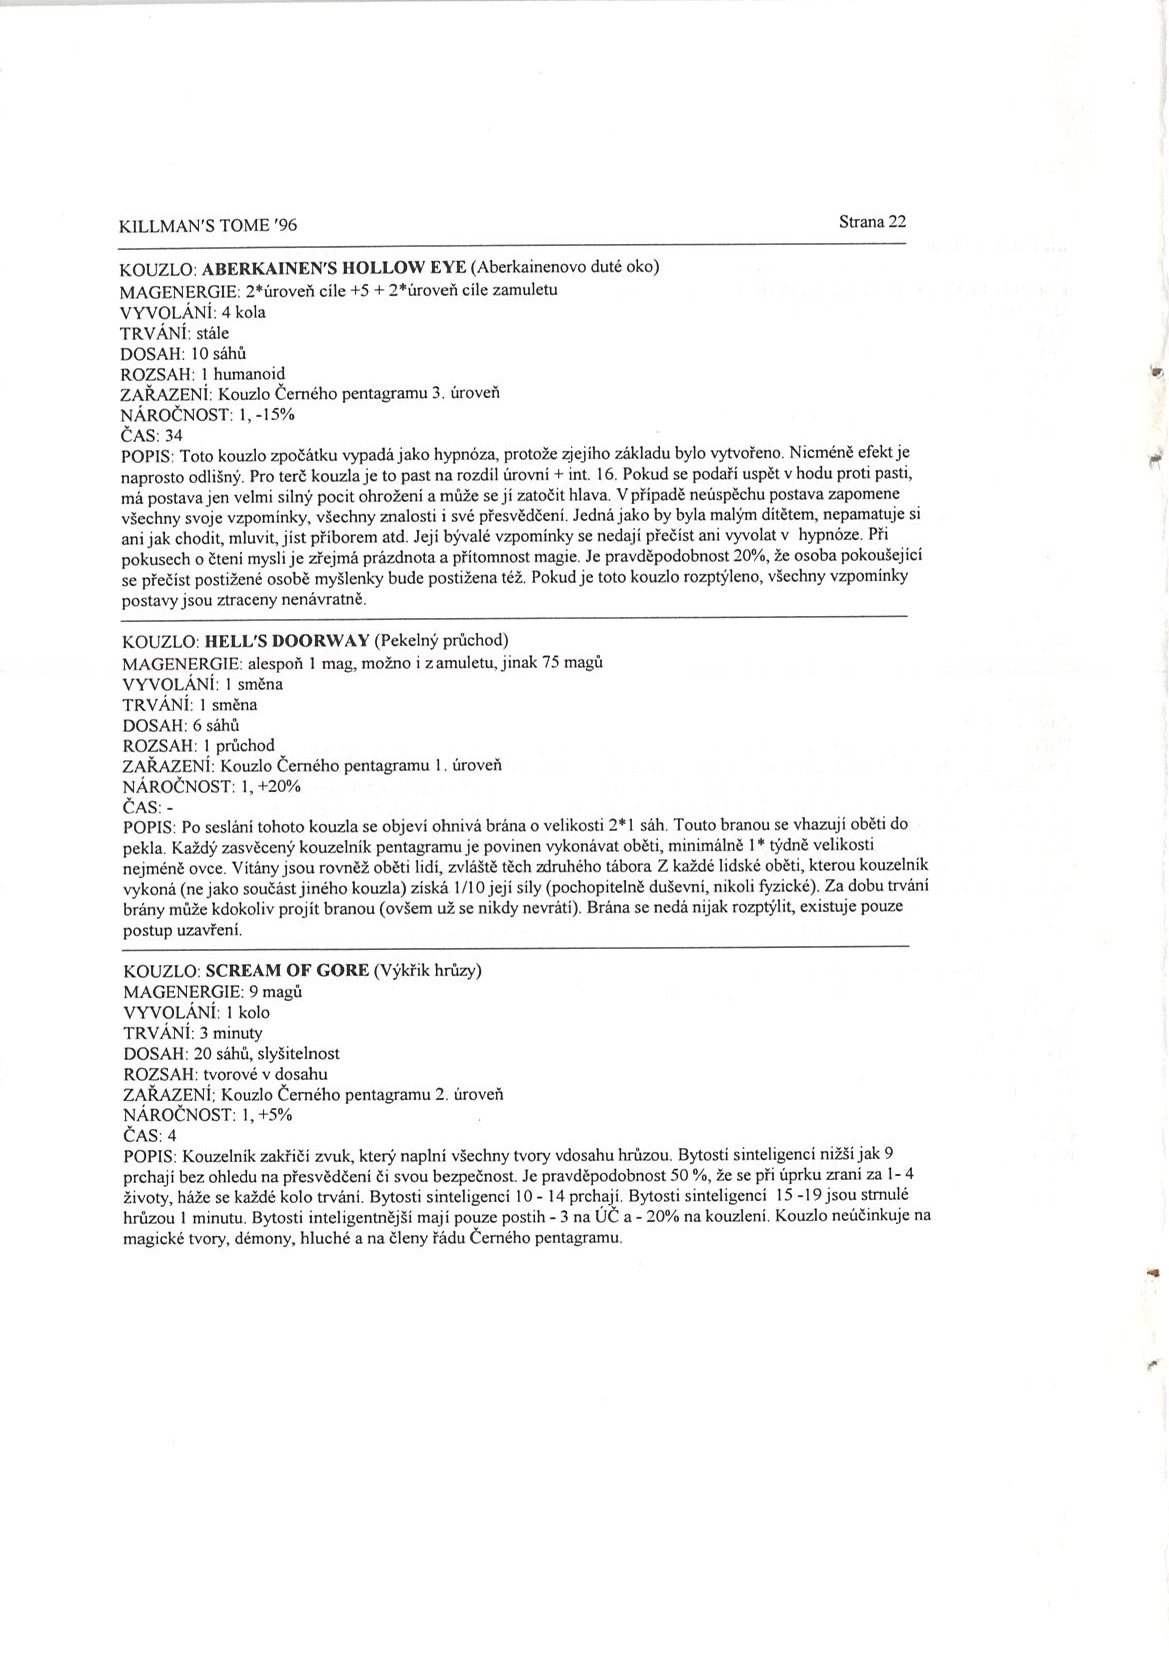 KILLMAN'S TOME '96 Strana 22
KOUZLO: ABERKAINEN'S HOLLOW EYE (Aberkainenovo duté oko)
MAGENERGIE: 2*úroveň cíle +5 + 2*úroveň cíle zamuletu
VYVOLÁNÍ: 4 kola
TRVÁNÍ: stále
DOSAH: 10 sáhů
ROZSAH: 1 humanoid
ZAŘAZENÍ: Kouzlo Černého pentagramu 3. úroveň
NÁROČNOST: 1, -15%
ČAS: 34
POPIS: Toto kouzlo zpočátku vypadá jako hypnóza, protože zjejího základu bylo vytvořeno. Nicméně efekt je
naprosto odlišný. Pro terč kouzla je to past na rozdíl úrovní + int. 16. Pokud se podaří uspět v hodu proti pasti,
má postava jen velmi silný pocit ohrožení a může se jí zatočit hlava. V případě neúspěchu postava zapomene
všechny svoje vzpomínky, všechny znalosti i své přesvědčení. Jedná jako by byla malým dítětem, nepamatuje si
ani jak chodit, mluvit, jíst příborem atd. Její bývalé vzpomínky se nedají přečíst ani vyvolat v hypnóze. Při
pokusech o čtení mysli je zřejmá prázdnota a přítomnost magie. Je pravděpodobnost 20%, že osoba pokoušející
se přečíst postižené osobě myšlenky bude postižena též. Pokud je toto kouzlo rozptýleno, všechny vzpomínky
postavy jsou ztraceny nenávratně.
KOUZLO: HELL'S DOORWAY (Pekelný průchod)
MAGENERGIE: alespoň 1 mag, možno i z amuletu, jinak 75 magů
VYVOLÁNÍ: 1 směna
TRVÁNÍ: 1 směna
DOSAH: 6 sáhů
ROZSAH: 1 průchod
ZAŘAZENÍ: Kouzlo Černého pentagramu 1. úroveň
NÁROČNOST: 1, +20%
ČAS: -
POPIS: Po seslání tohoto kouzla se objeví ohnivá brána o velikosti 2*1 sáh. Touto branou se vhazují oběti do
pekla. Každý zasvěcený kouzelník pentagramu je povinen vykonávat oběti, minimálně 1* týdně velikosti
nejméně ovce. Vítány jsou rovněž oběti lidí, zvláště těch zdruhého tábora Z každé lidské oběti, kterou kouzelník
vykoná (ne jako součást jiného kouzla) získá 1/10 její síly (pochopitelně duševní, nikoli fyzické). Za dobu trvání
brány může kdokoliv projít branou (ovšem už se nikdy nevrátí). Brána se nedá nijak rozptýlit, existuje pouze
postup uzavření.
KOUZLO: SCREAM OF GORE (Výkřik hrůzy)
MAGENERGIE: 9 magů
VYVOLÁNÍ: 1 kolo
TRVÁNÍ: 3 minuty
DOSAH: 20 sáhů, slyšitelnost
ROZSAH: tvorové v dosahu
ZAŘAZENÍ; Kouzlo Černého pentagramu 2. úroveň
NÁROČNOST: 1, +5%
ČAS: 4
POPIS: Kouzelník zakřičí zvuk, který naplní všechny tvory vdosahu hrůzou. Bytosti sinteligencí nižší jak 9
prchají bez ohledu na přesvědčení či svou bezpečnost. Je pravděpodobnost 50 %, že se při úprku zraní za 1- 4
životy, háže se každé kolo trvání. Bytosti sinteligencí 10 - 14 prchají. Bytosti sinteligencí 15 -19 jsou strnulé
hrůzou 1 minutu. Bytosti inteligentnější mají pouze postih - 3 na ÚČ a - 20% na kouzlení. Kouzlo neúčinkuje na
magické tvory, démony, hluché a na členy řádu Černého pentagramu.